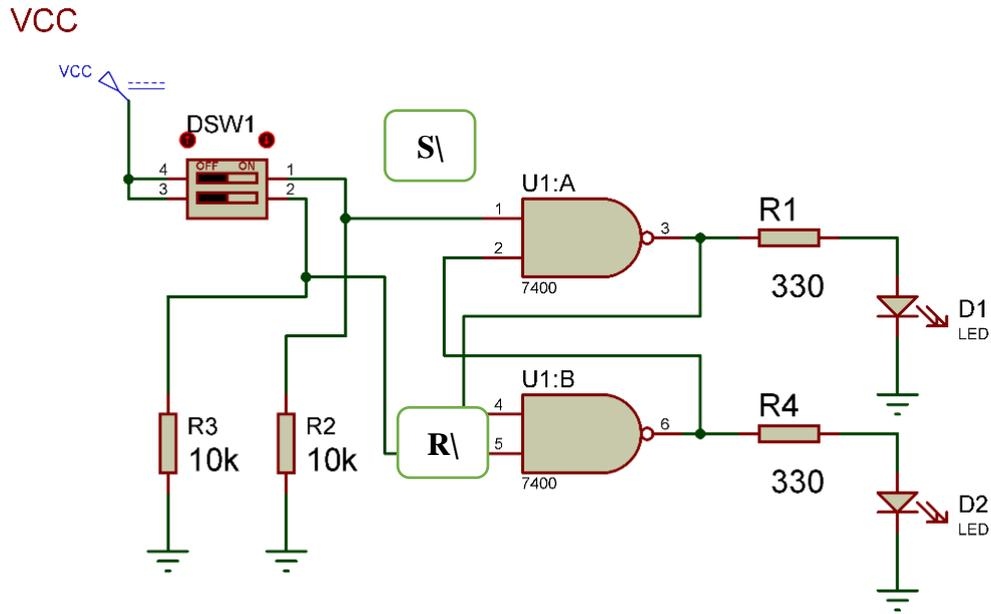 VCC
VCC
DSW1
OFF ON
4 1
3 2
S\
U1:A
1
2
3
7400
R1
330
D1
LED
R3
10k
R2
10k
R\
U1:B
4
5
6
7400
R4
330
D2
LED